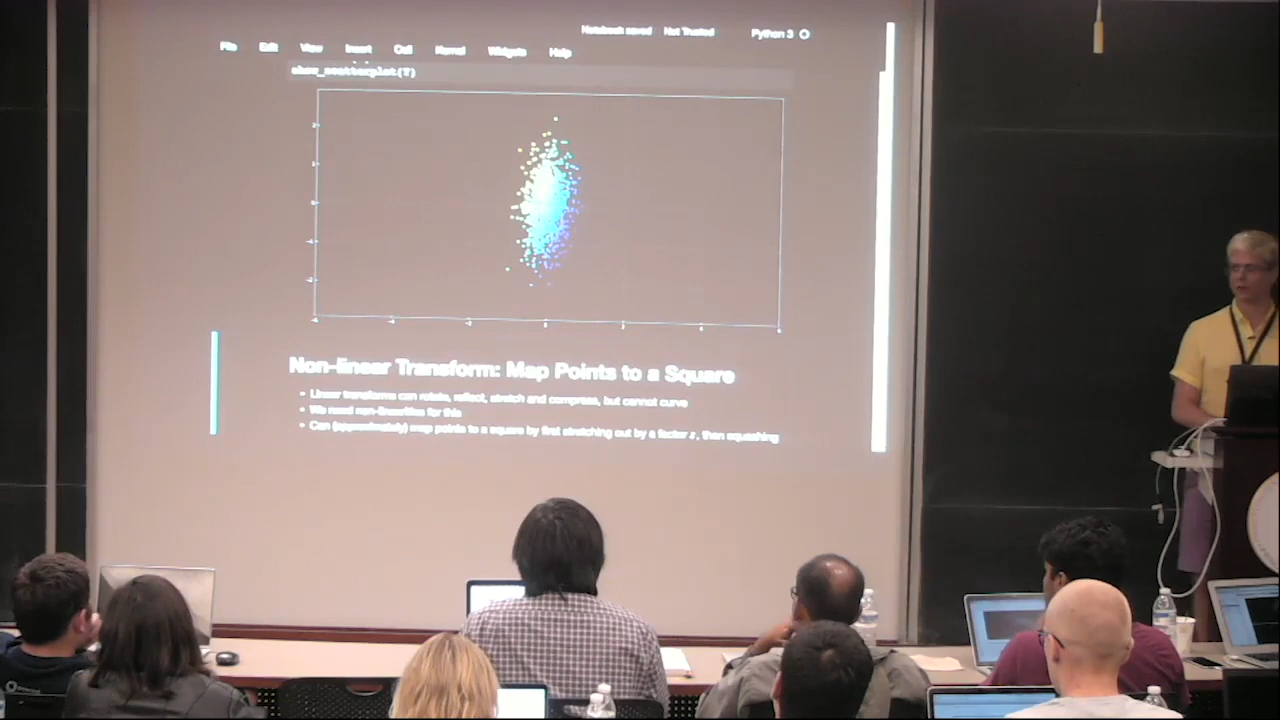 Notebook saved Not Trusted Python 3
File Edit View Insert Cell Kernel Widgets Help
show_scatterplot(Y)
Non-linear Transform: Map Points to a Square
Linear transforms can rotate, reflect, stretch and compress, but cannot curve
We need non-linearities for this
Can (approximately) map points to a square by first stretching out by a factor s, then squashing